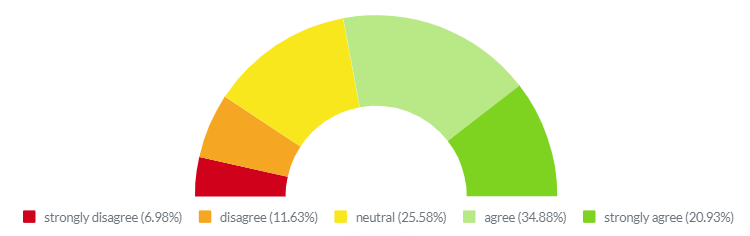 strongly disagree (6.98%) disagree (11.63%) neutral (25.58%) agree (34.88%) strongly agree (20.93%)